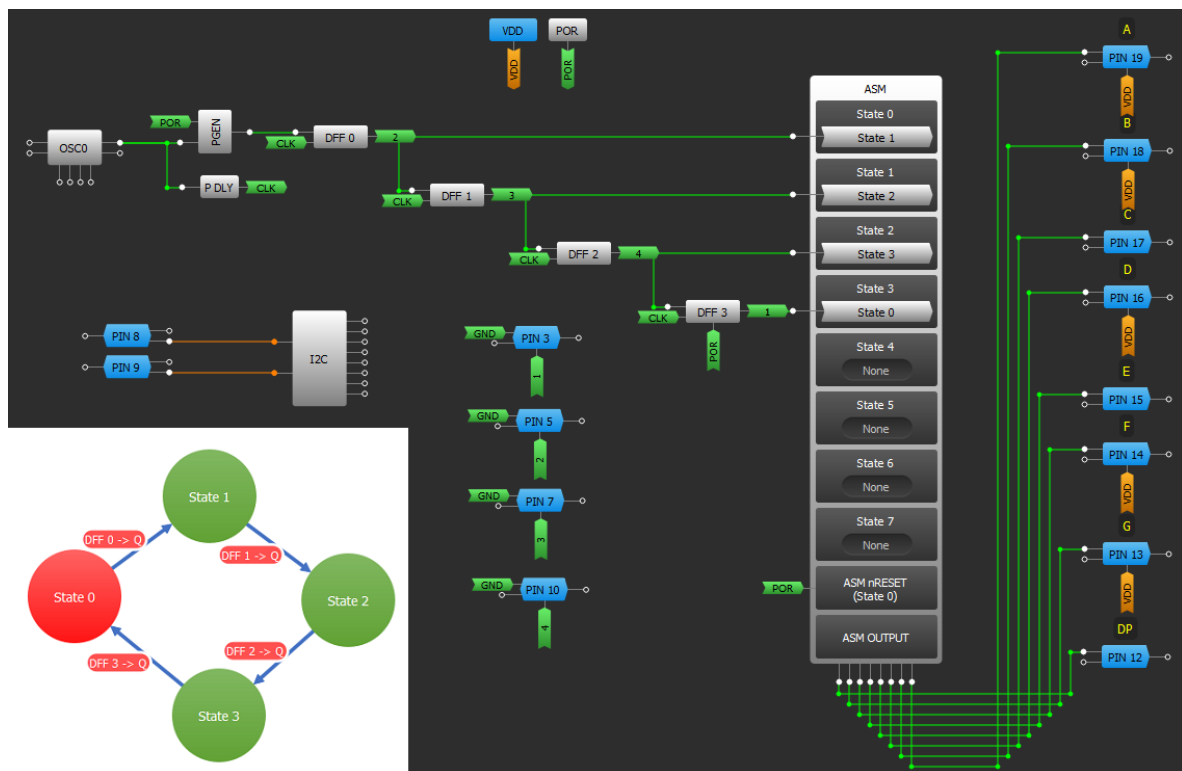 VDD
POR
VDD
POR
A
PIN 19
VDD
B
PIN 18
VDD
C
PIN 17
D
PIN 16
VDD
E
PIN 15
F
PIN 14
VDD
G
PIN 13
VDD
DP
PIN 12
OSC0
POR
PGEN
P DLY
CLK
CLK
DFF 0
2
CLK
DFF 1
3
CLK
DFF 2
4
CLK
DFF 3
1
POR
ASM
State 0
State 1
State 1
State 2
State 2
State 3
State 3
State 0
State 4
None
State 5
None
State 6
None
State 7
None
POR
ASM nRESET
(State 0)
ASM OUTPUT
PIN 8
PIN 9
I2C
GND
PIN 3
1
GND
PIN 5
2
GND
PIN 7
3
GND
PIN 10
4
State 1
DFF 0 -> Q
DFF 1 -> Q
State 0
State 2
DFF 3 -> Q
DFF 2 -> Q
State 3